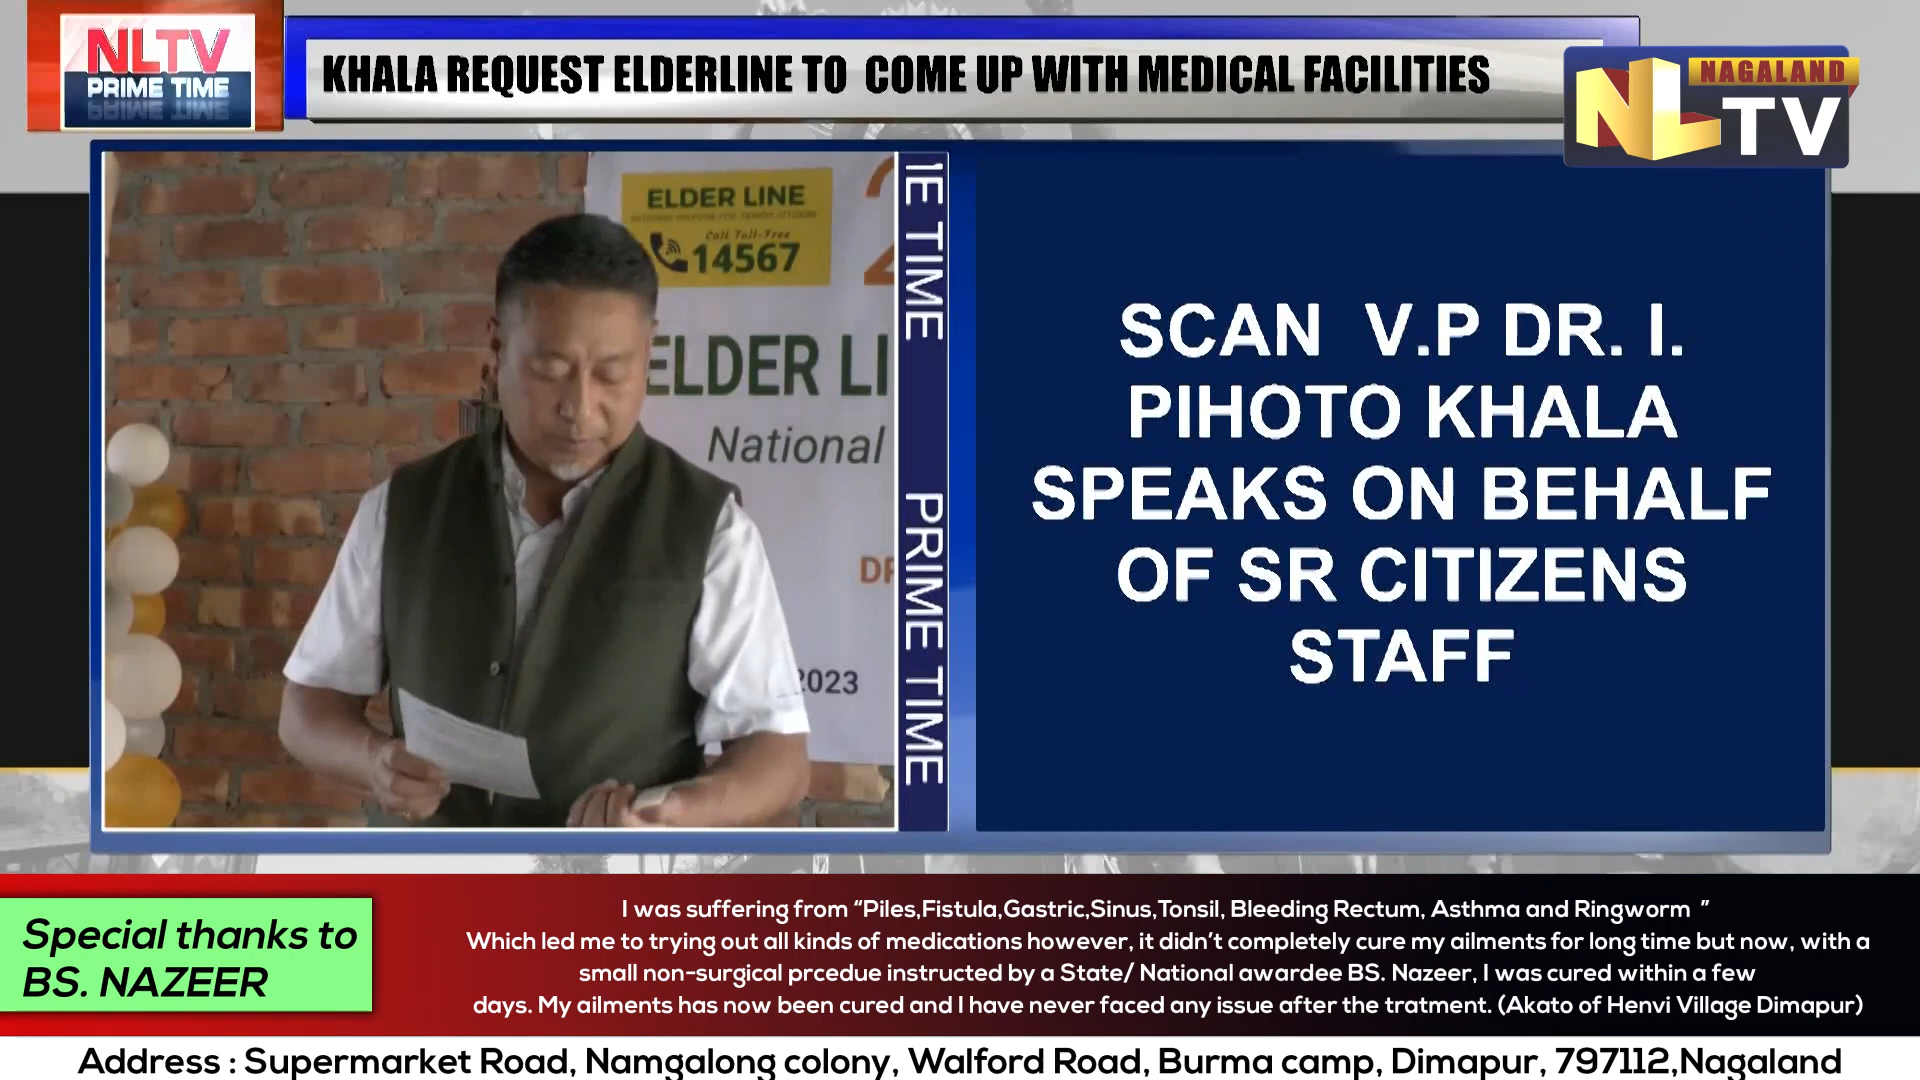 NLTV
PRIME TIME
KHALA REQUEST ELDERLINE TO COME UP WITH MEDICAL FACILITIES
NAGALAND
NLTV
ELDER LINE
Call Toll-Free
14567
2
ELDER LI
National
DR
2023
IE TIME
PRIME TIME
SCAN V.P DR. I.
PIHOTO KHALA
SPEAKS ON BEHALF
OF SR CITIZENS
STAFF
Special thanks to
BS. NAZEER
I was suffering from “Piles,Fistula,Gastric,Sinus,Tonsil, Bleeding Rectum, Asthma and Ringworm ”
Which led me to trying out all kinds of medications however, it didn’t completely cure my ailments for long time but now, with a
small non-surgical prcedue instructed by a State/ National awardee BS. Nazeer, I was cured within a few
days. My ailments has now been cured and I have never faced any issue after the tratment. (Akato of Henvi Village Dimapur)
Address : Supermarket Road, Namgalong colony, Walford Road, Burma camp, Dimapur, 797112,Nagaland